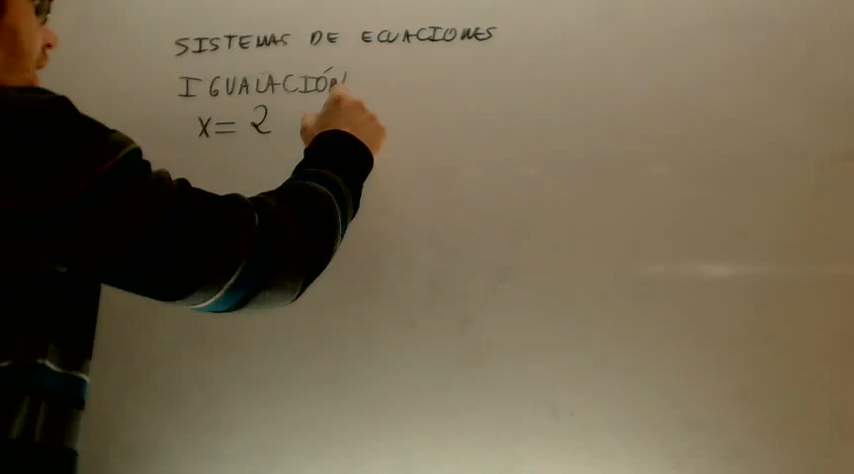 SISTEMAS DE ECUACIONES
IGUALACIÓN
x = 2